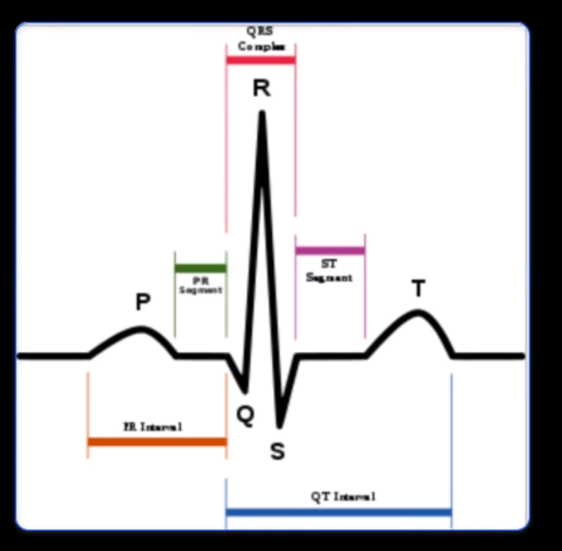 QRS
Complex
R
PR
Segment
ST
Segment
P
T
Q
PR Interval
S
QT Interval